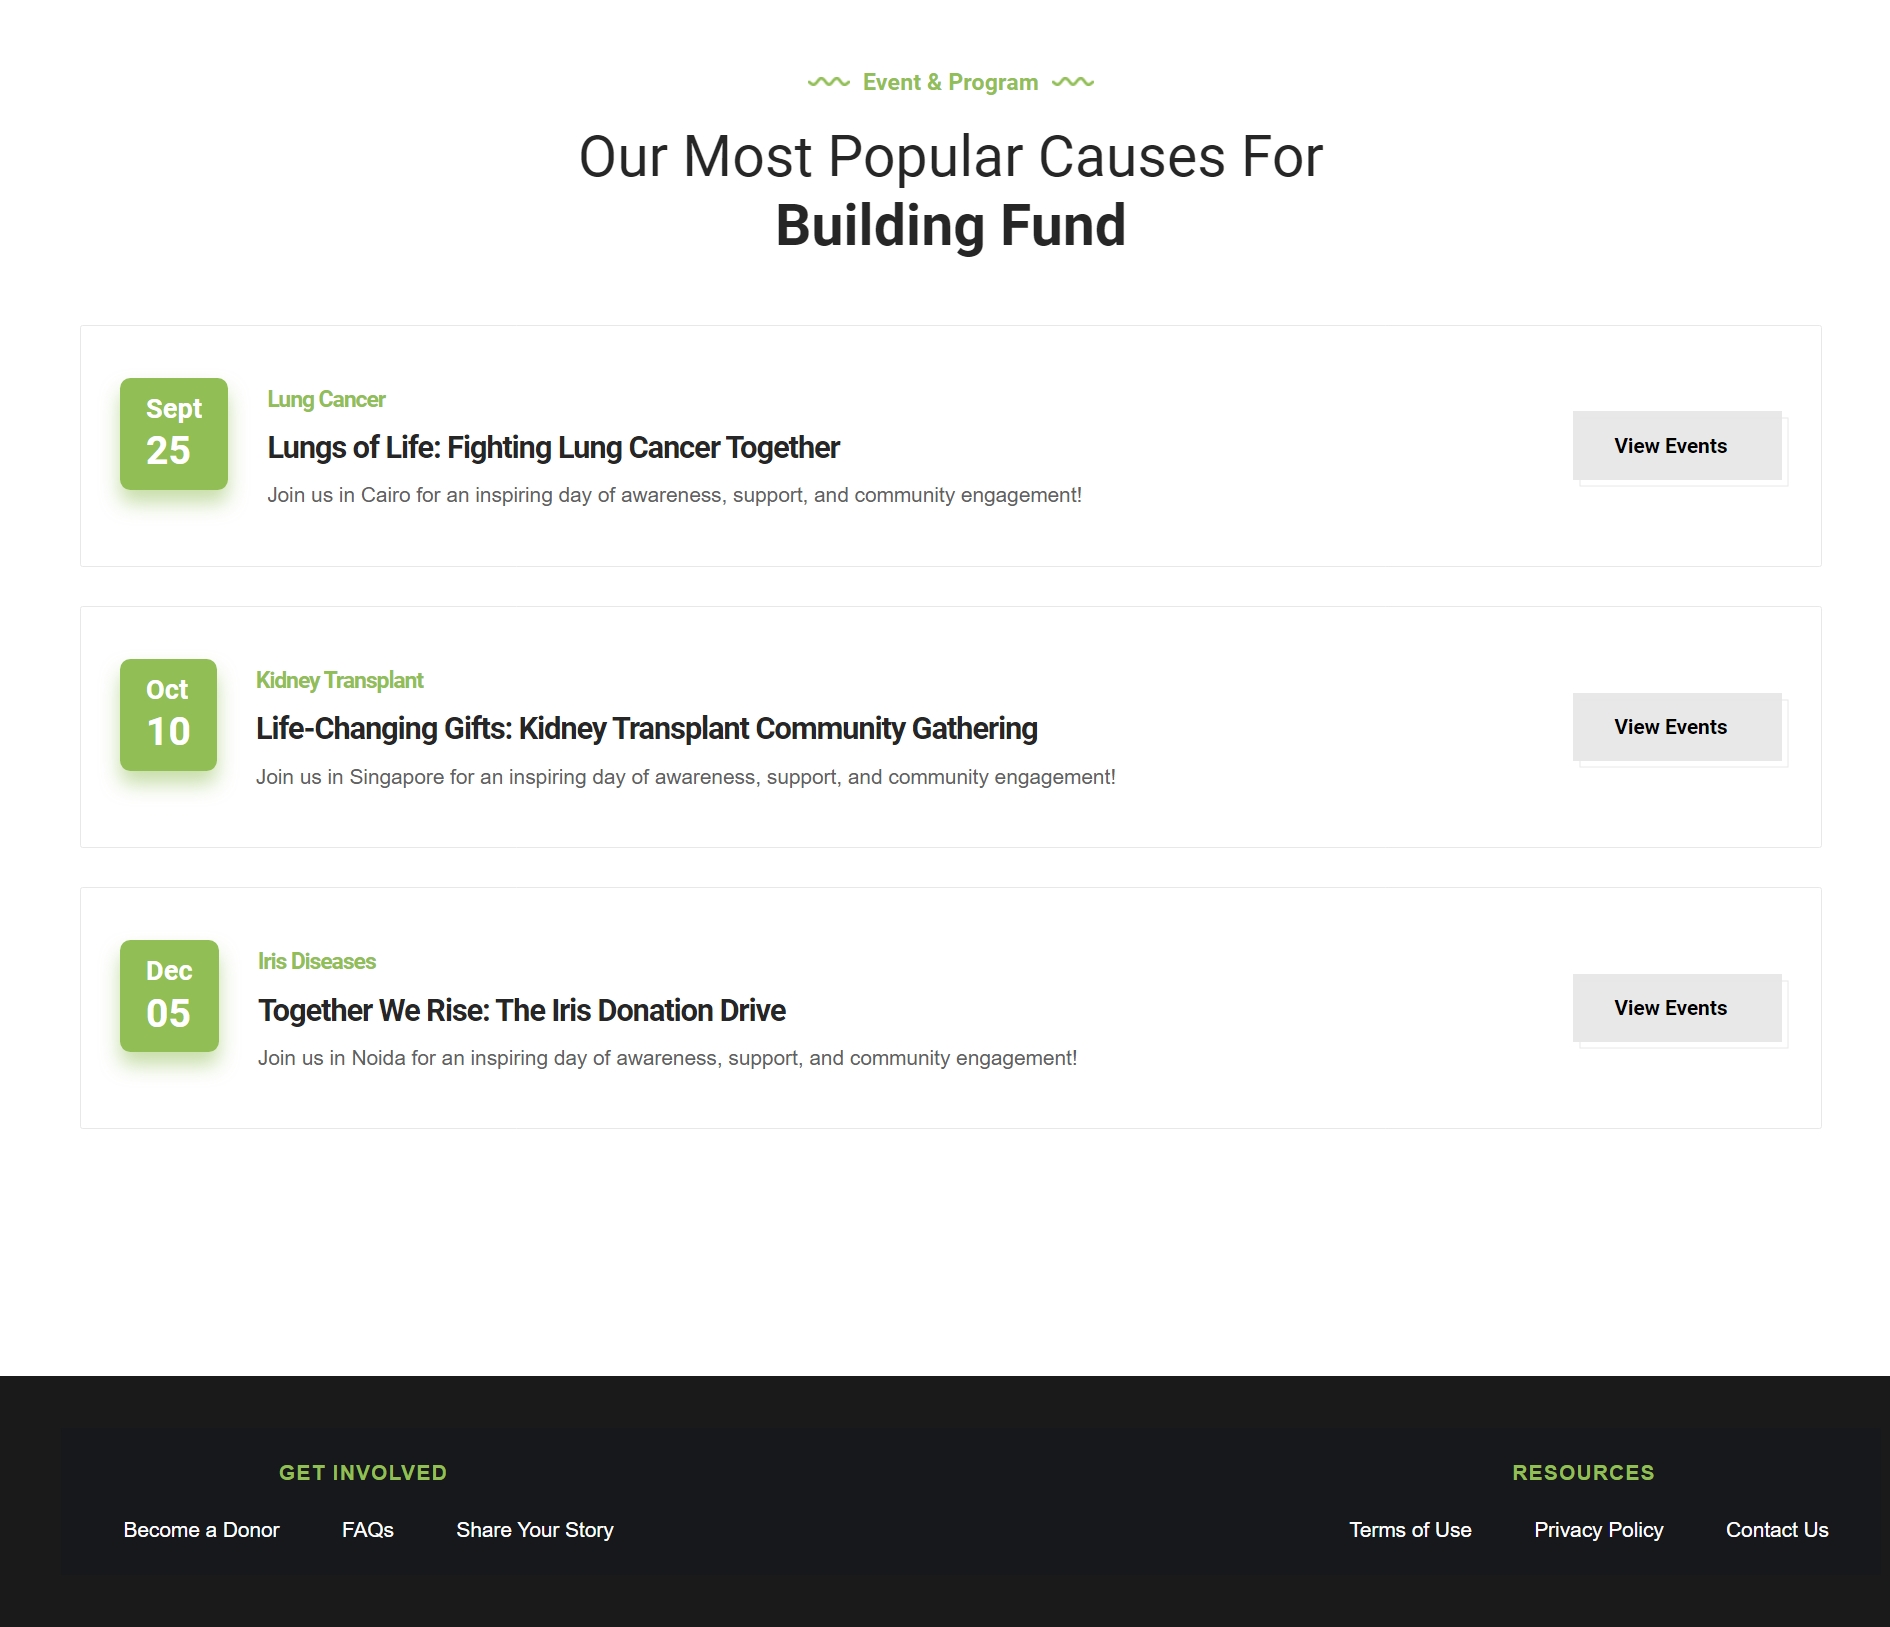 Event & Program
Our Most Popular Causes For
Building Fund
Sept
25
Lung Cancer
Lungs of Life: Fighting Lung Cancer Together
Join us in Cairo for an inspiring day of awareness, support, and community engagement!
View Events
Oct
10
Kidney Transplant
Life-Changing Gifts: Kidney Transplant Community Gathering
Join us in Singapore for an inspiring day of awareness, support, and community engagement!
View Events
Dec
05
Iris Diseases
Together We Rise: The Iris Donation Drive
Join us in Noida for an inspiring day of awareness, support, and community engagement!
View Events
GET INVOLVED
Become a Donor FAQs Share Your Story
RESOURCES
Terms of Use Privacy Policy Contact Us